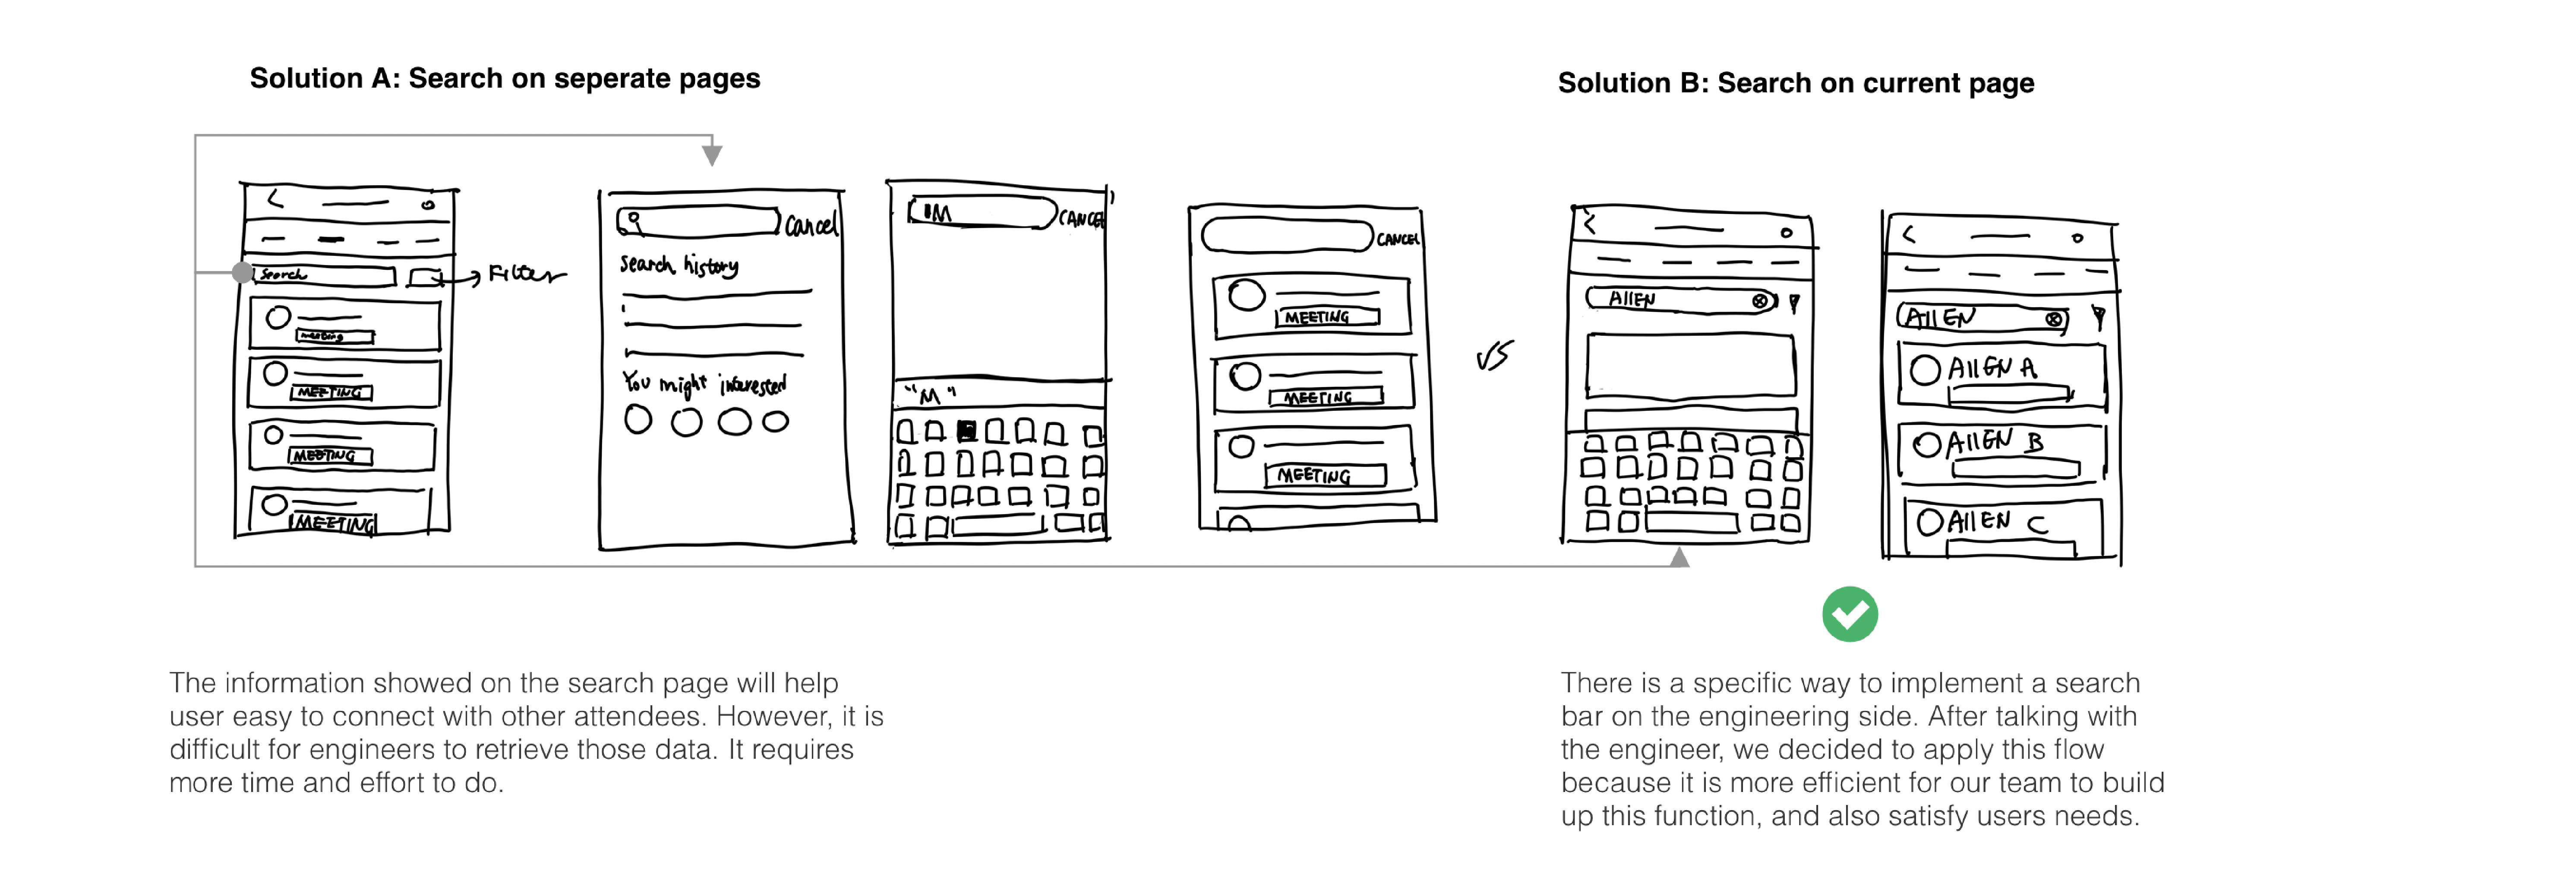 Solution A: Search on seperate pages
Solution B: Search on current page
Search
Filter
meeting
MEETING
MEETING
MEETING
Cancel
Search history
You might interested
M
CANCEL
"M"
CANCEL
MEETING
MEETING
MEETING
VS
AllEN
AllEN
AllEN A
AllEN B
AllEN C
The information showed on the search page will help
user easy to connect with other attendees. However, it is
difficult for engineers to retrieve those data. It requires
more time and effort to do.
There is a specific way to implement a search
bar on the engineering side. After talking with
the engineer, we decided to apply this flow
because it is more efficient for our team to build
up this function, and also satisfy users needs.